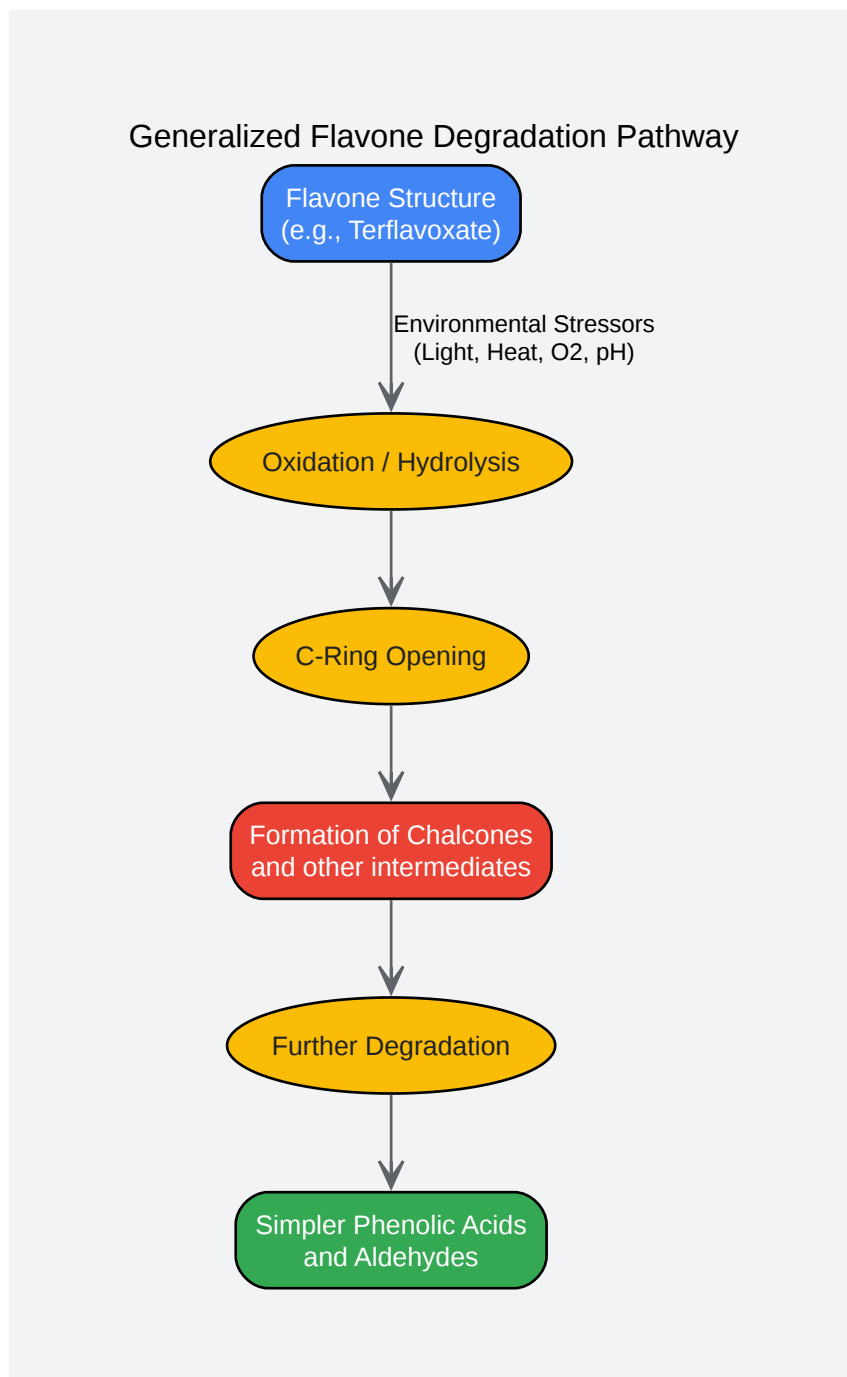 Generalized Flavone Degradation Pathway
Flavone Structure
(e.g., Terflavoxate)
Environmental Stressors
(Light, Heat, O2, pH)
Oxidation / Hydrolysis
C-Ring Opening
Formation of Chalcones
and other intermediates
Further Degradation
Simpler Phenolic Acids
and Aldehydes